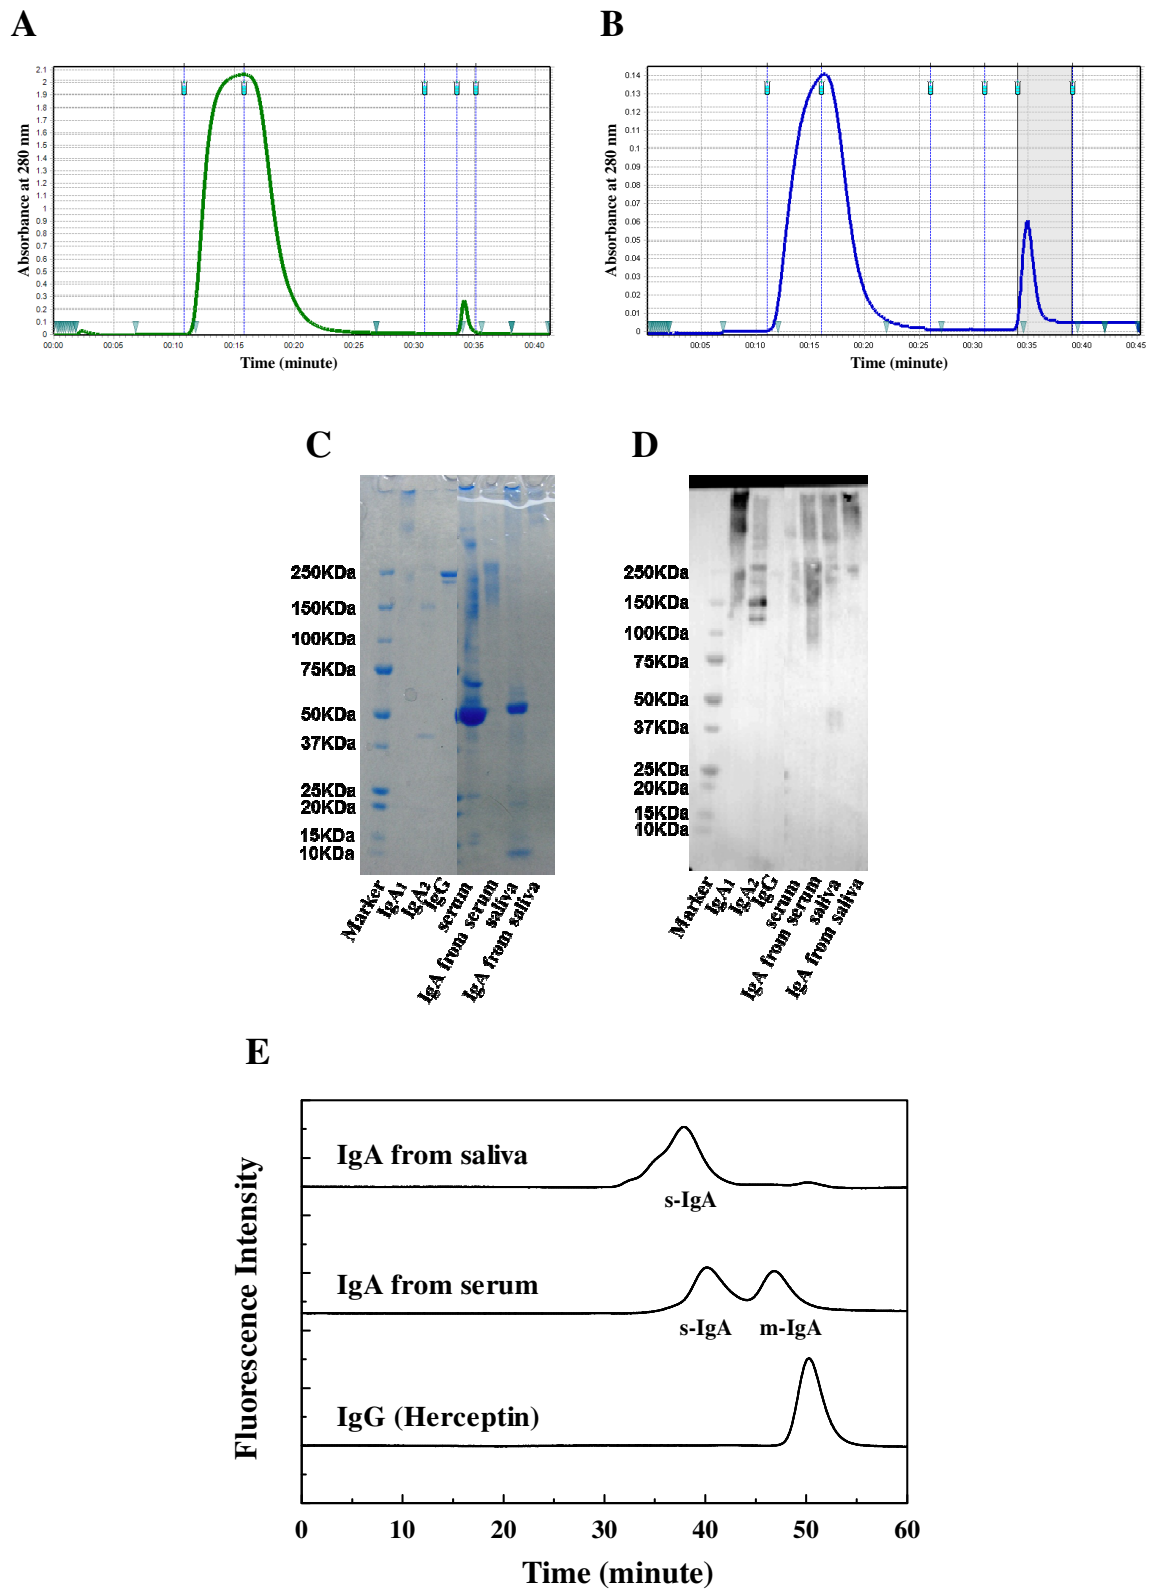 A
B
2.1
1.9
1.8
1.7
1.6
1.5
1.4
1.3
1.2
1.1
1
0.9
0.8
0.7
0.6
0.5
0.4
0.3
0.2
0.1
0
Absorbance at 280 nm
00:00 00:05 00:10 00:15 00:20 00:25 00:30 00:35 00:40
Time (minute)
0.14
0.13
0.12
0.11
0.1
0.09
0.08
0.07
0.06
0.05
0.04
0.03
0.02
0.01
0
Absorbance at 280 nm
00:05 00:10 00:15 00:20 00:25 00:30 00:35 00:40 00:45
Time (minute)
C
D
250KDa
150KDa
100KDa
75KDa
50KDa
37KDa
25KDa
20KDa
15KDa
10KDa
Marker
IgA1
IgA2
IgG
serum
IgA from serum
saliva
IgA from saliva
250KDa
150KDa
100KDa
75KDa
50KDa
37KDa
25KDa
20KDa
15KDa
10KDa
Marker
IgA1
IgA2
IgG
serum
IgA from serum
saliva
IgA from saliva
E
Fluorescence Intensity
IgA from saliva
s-IgA
IgA from serum
s-IgA m-IgA
IgG (Herceptin)
0 10 20 30 40 50 60
Time (minute)